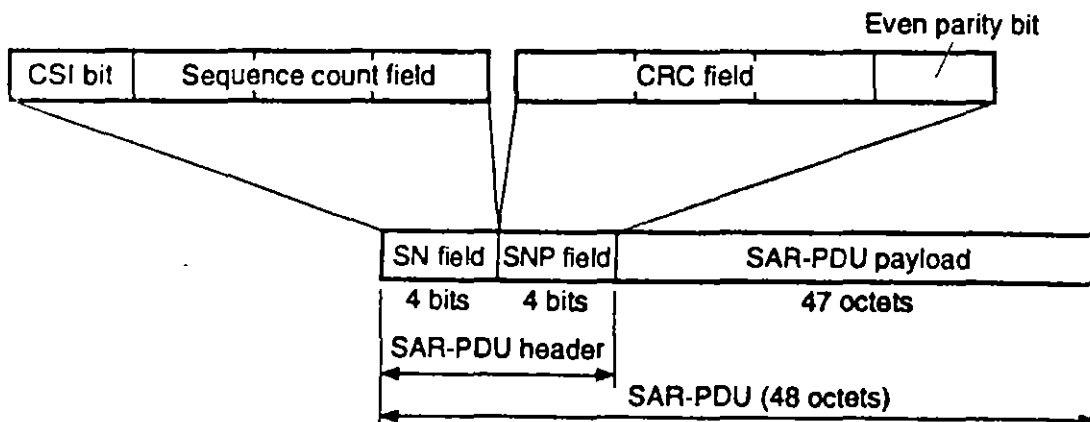 Even parity bit
CSI bit Sequence count field CRC field
SN field SNP field SAR-PDU payload
4 bits 4 bits 47 octets
SAR-PDU header
SAR-PDU (48 octets)